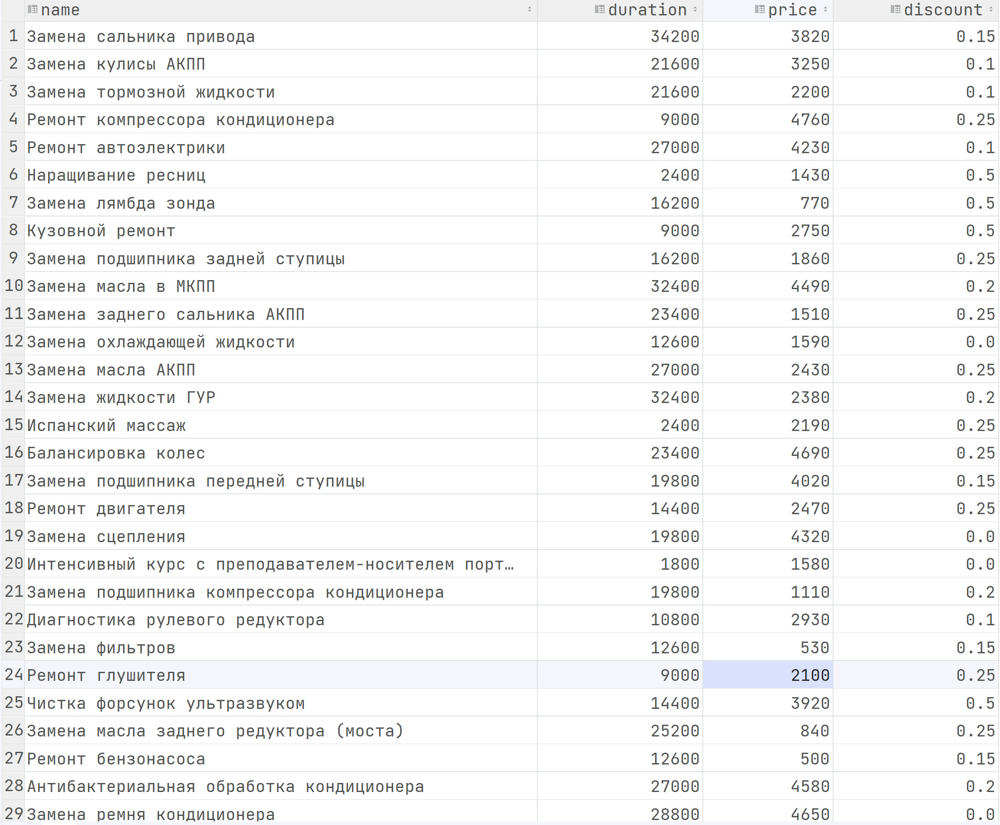 name duration price discount
1 Замена сальника привода 34200 3820 0.15
2 Замена кулисы АКПП 21600 3250 0.1
3 Замена тормозной жидкости 21600 2200 0.1
4 Ремонт компрессора кондиционера 9000 4760 0.25
5 Ремонт автоэлектрики 27000 4230 0.1
6 Наращивание ресниц 2400 1430 0.5
7 Замена лямбда зонда 16200 770 0.5
8 Кузовной ремонт 9000 2750 0.5
9 Замена подшипника задней ступицы 16200 1860 0.25
10 Замена масла в МКПП 32400 4490 0.2
11 Замена заднего сальника АКПП 23400 1510 0.25
12 Замена охлаждающей жидкости 12600 1590 0.0
13 Замена масла АКПП 27000 2430 0.25
14 Замена жидкости ГУР 32400 2380 0.2
15 Испанский массаж 2400 2190 0.25
16 Балансировка колес 23400 4690 0.25
17 Замена подшипника передней ступицы 19800 4020 0.15
18 Ремонт двигателя 14400 2470 0.25
19 Замена сцепления 19800 4320 0.0
20 Интенсивный курс с преподавателем-носителем порт… 1800 1580 0.0
21 Замена подшипника компрессора кондиционера 19800 1110 0.2
22 Диагностика рулевого редуктора 10800 2930 0.1
23 Замена фильтров 12600 530 0.15
24 Ремонт глушителя 9000 2100 0.25
25 Чистка форсунок ультразвуком 14400 3920 0.5
26 Замена масла заднего редуктора (моста) 25200 840 0.25
27 Ремонт бензонасоса 12600 500 0.15
28 Антибактериальная обработка кондиционера 27000 4580 0.2
29 Замена ремня кондиционера 28800 4650 0.0